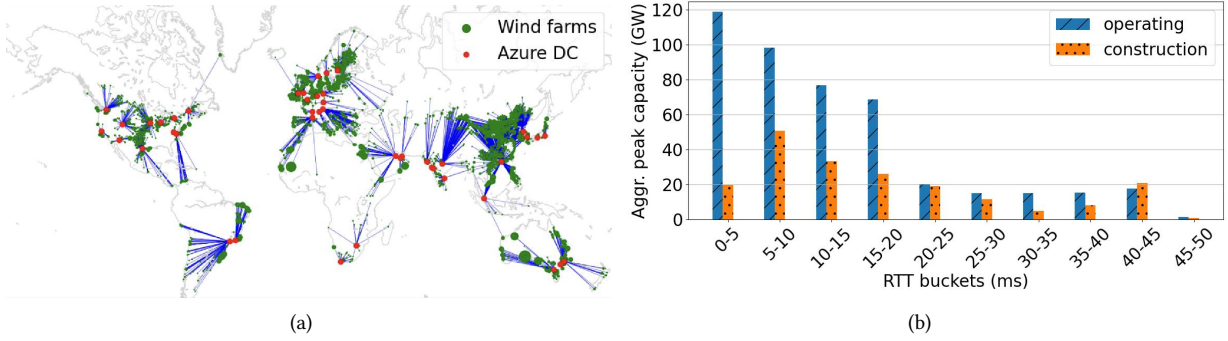 Wind farms
Azure DC
(a)
Aggr. peak capacity (GW)
120
100
80
60
40
20
0
operating
construction
0-5
5-10
10-15
15-20
20-25
25-30
30-35
35-40
40-45
45-50
RTT buckets (ms)
(b)